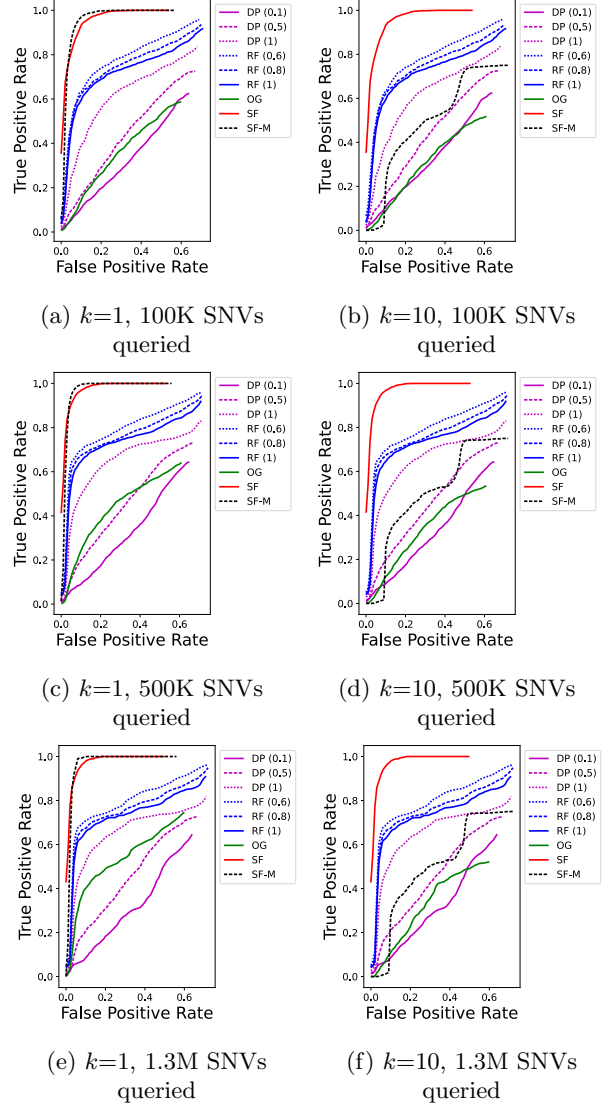 True Positive Rate
1.0
0.8
0.6
0.4
0.2
0.0
0.0 0.2 0.4 0.6
False Positive Rate
DP (0.1)
DP (0.5)
DP (1)
RF (0.6)
RF (0.8)
RF (1)
OG
SF
SF-M
True Positive Rate
1.0
0.8
0.6
0.4
0.2
0.0
0.0 0.2 0.4 0.6
False Positive Rate
DP (0.1)
DP (0.5)
DP (1)
RF (0.6)
RF (0.8)
RF (1)
OG
SF
SF-M
(a) k=1, 100K SNVs
queried
(b) k=10, 100K SNVs
queried
True Positive Rate
1.0
0.8
0.6
0.4
0.2
0.0
0.0 0.2 0.4 0.6
False Positive Rate
DP (0.1)
DP (0.5)
DP (1)
RF (0.6)
RF (0.8)
RF (1)
OG
SF
SF-M
True Positive Rate
1.0
0.8
0.6
0.4
0.2
0.0
0.0 0.2 0.4 0.6
False Positive Rate
DP (0.1)
DP (0.5)
DP (1)
RF (0.6)
RF (0.8)
RF (1)
OG
SF
SF-M
(c) k=1, 500K SNVs
queried
(d) k=10, 500K SNVs
queried
True Positive Rate
1.0
0.8
0.6
0.4
0.2
0.0
0.0 0.2 0.4 0.6
False Positive Rate
DP (0.1)
DP (0.5)
DP (1)
RF (0.6)
RF (0.8)
RF (1)
OG
SF
SF-M
True Positive Rate
1.0
0.8
0.6
0.4
0.2
0.0
0.0 0.2 0.4 0.6
False Positive Rate
DP (0.1)
DP (0.5)
DP (1)
RF (0.6)
RF (0.8)
RF (1)
OG
SF
SF-M
(e) k=1, 1.3M SNVs
queried
(f) k=10, 1.3M SNVs
queried